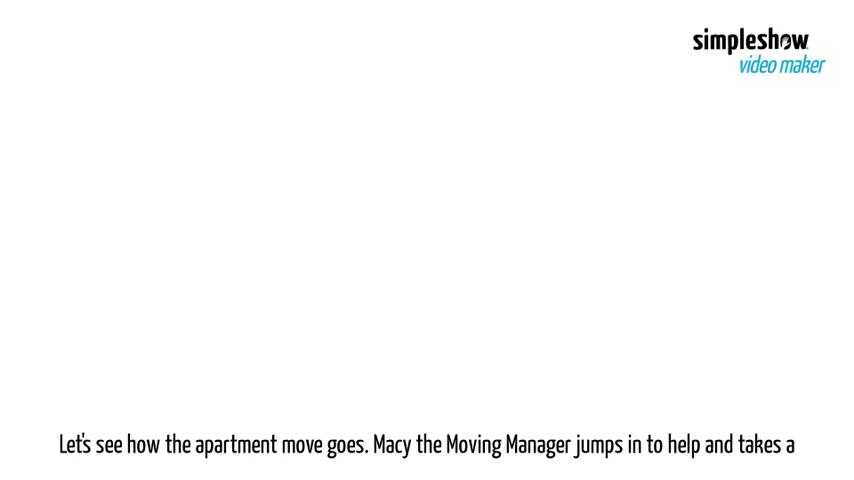 simpleshow
video maker
Let's see how the apartment move goes. Macy the Moving Manager jumps in to help and takes a